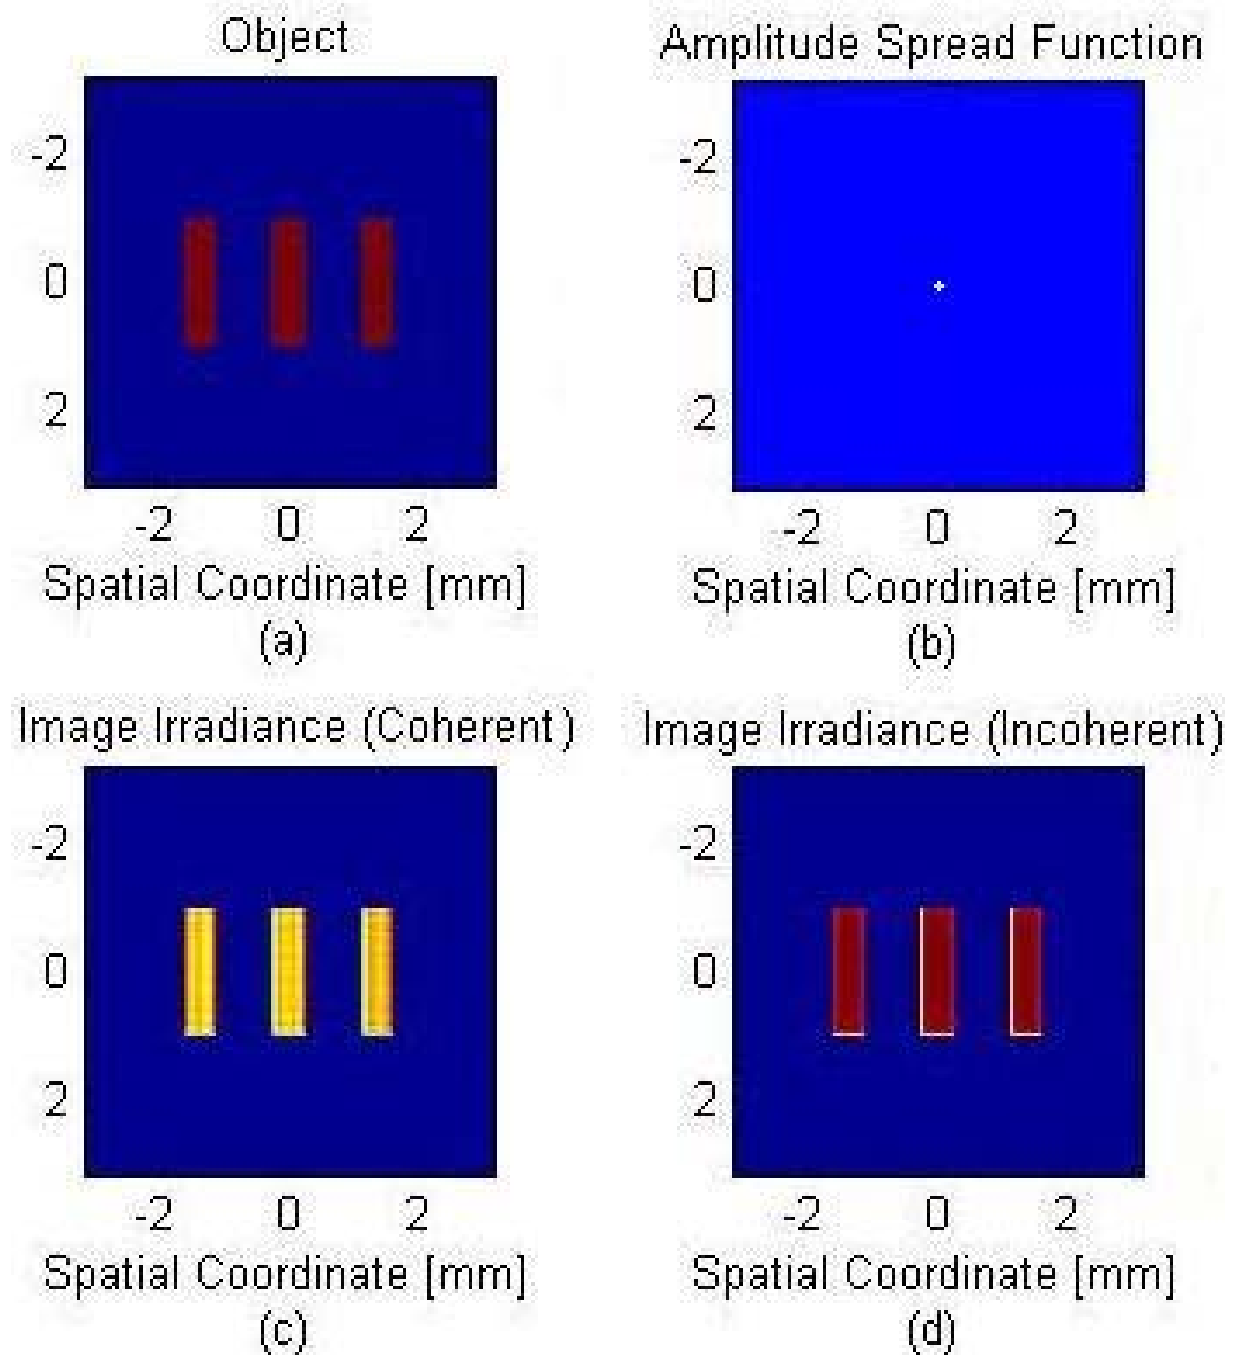 Object
-2
0
2
-2 0 2
Spatial Coordinate [mm]
(a)
Amplitude Spread Function
-2
0
2
-2 0 2
Spatial Coordinate [mm]
(b)
Image Irradiance (Coherent)
-2
0
2
-2 0 2
Spatial Coordinate [mm]
(c)
Image Irradiance (Incoherent)
-2
0
2
-2 0 2
Spatial Coordinate [mm]
(d)